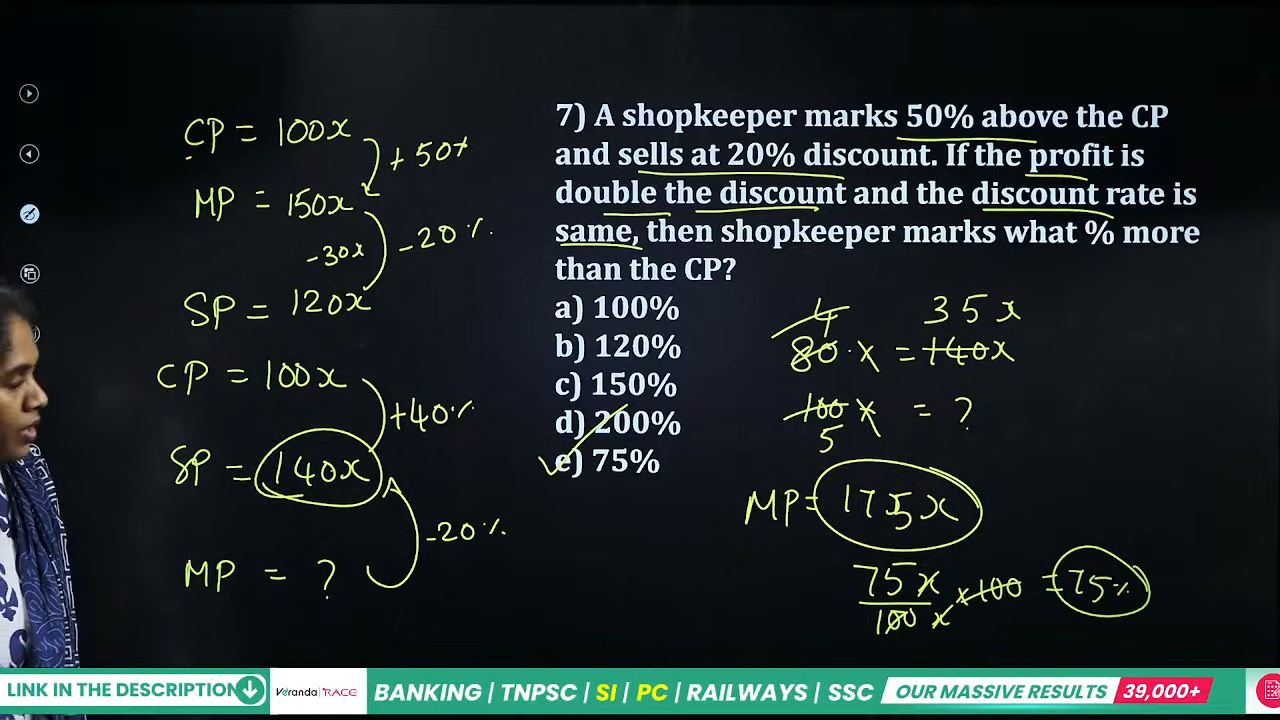 CP = 100x
+ 50%
MP = 150x
-30x
-20%
SP = 120x
CP = 100x
+40%
SP = 140x
-20%
MP = ?
7) A shopkeeper marks 50% above the CP
and sells at 20% discount. If the profit is
double the discount and the discount rate is
same, then shopkeeper marks what % more
than the CP?
a) 100%
b) 120%
c) 150%
d) 200%
e) 75%
4 35x
80% = 140x
100% = ?
5
MP = 175x
75x
100x
×100 = 75%
LINK IN THE DESCRIPTION
Veranda | RACE
BANKING | TNPSC | SI | PC | RAILWAYS | SSC
OUR MASSIVE RESULTS 39,000+